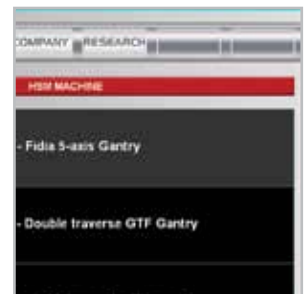 COMPANY RESEARCH
HSM MACHINE
- Fidia 5-axis Gantry
- Double traverse GTF Gantry